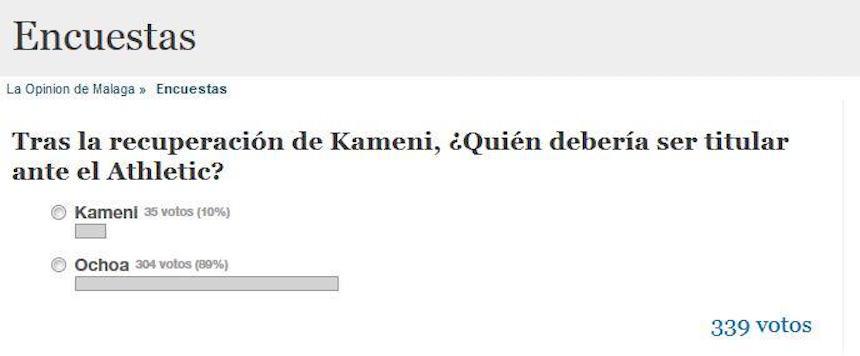 Encuestas
La Opinion de Malaga » Encuestas
Tras la recuperación de Kameni, ¿Quién debería ser titular
ante el Athletic?
Kameni 35 votos (10%)
Ochoa 304 votos (89%)
339 votos